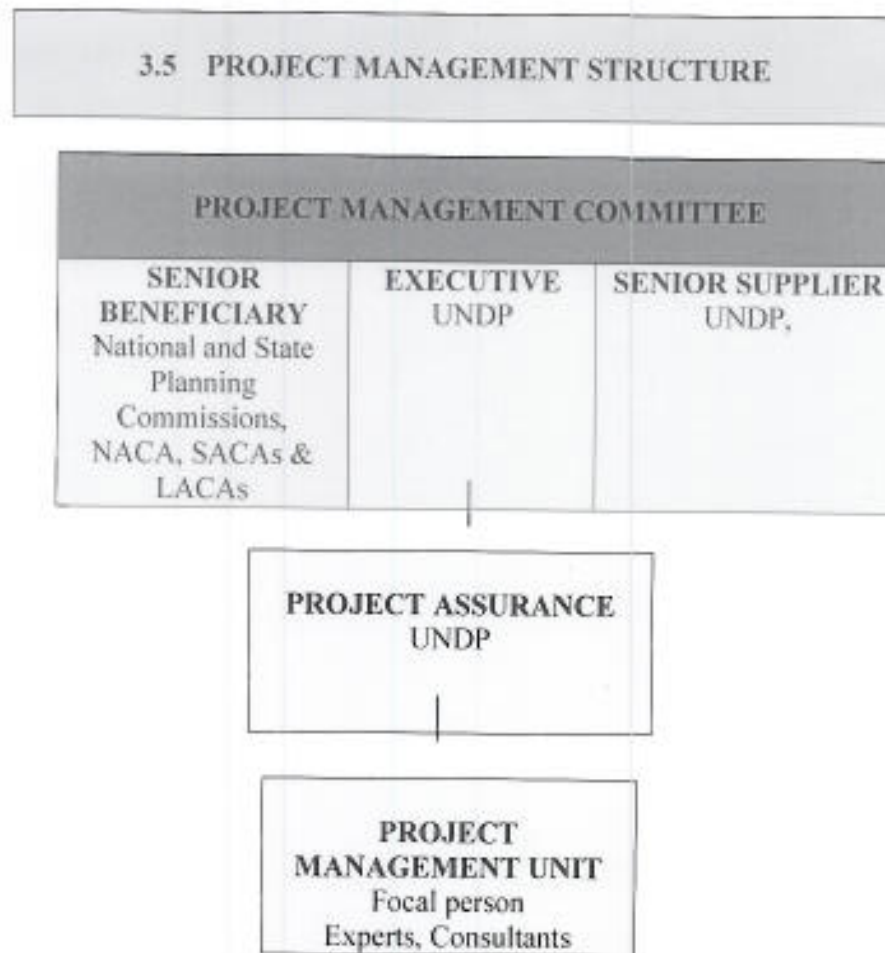 3.5 PROJECT MANAGEMENT STRUCTURE
PROJECT MANAGEMENT COMMITTEE
SENIOR
BENEFICIARY
National and State
Planning
Commissions,
NACA, SACAs &
LACAs
EXECUTIVE
UNDP
SENIOR SUPPLIER
UNDP,
PROJECT ASSURANCE
UNDP
PROJECT
MANAGEMENT UNIT
Focal person
Experts, Consultants